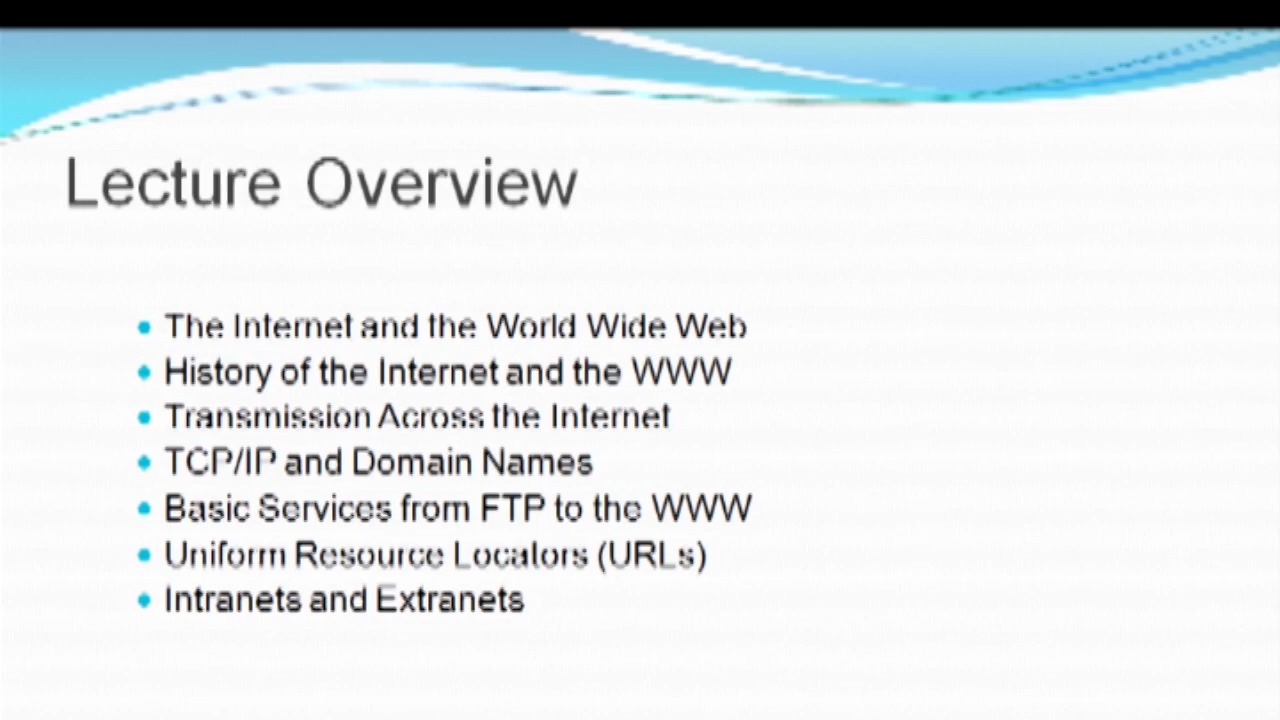 Lecture Overview
• The Internet and the World Wide Web
• History of the Internet and the WWW
• Transmission Across the Internet
• TCP/IP and Domain Names
• Basic Services from FTP to the WWW
• Uniform Resource Locators (URLs)
• Intranets and Extranets